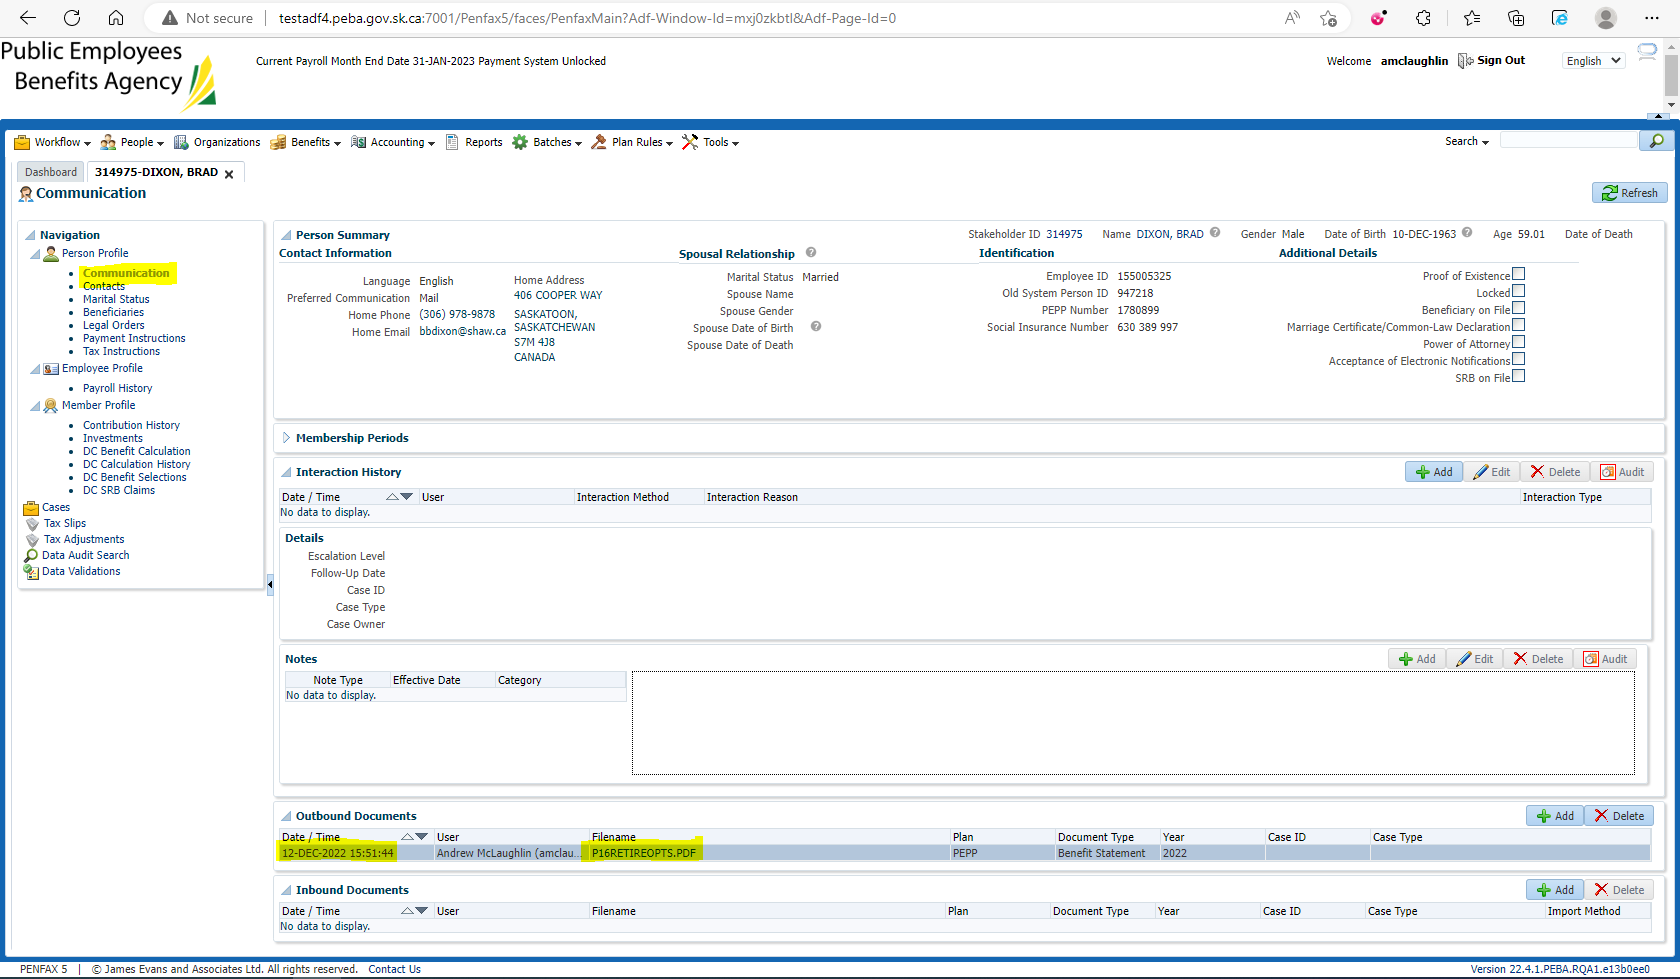 Not secure
testadf4.peba.gov.sk.ca:7001/Penfax5/faces/PenfaxMain?Adf-Window-Id=mxj0zkbtl&Adf-Page-Id=0
Public Employees
Benefits Agency
Current Payroll Month End Date 31-JAN-2023 Payment System Unlocked
Welcome amclaughlin Sign Out English
Workflow People Organizations Benefits Accounting Reports Batches Plan Rules Tools Search
Dashboard 314975-DIXON, BRAD
Communication Refresh
Navigation
Person Profile
Communication
Contacts
Marital Status
Beneficiaries
Legal Orders
Payment Instructions
Tax Instructions
Employee Profile
Payroll History
Member Profile
Contribution History
Investments
DC Benefit Calculation
DC Calculation History
DC Benefit Selections
DC SRB Claims
Cases
Tax Slips
Tax Adjustments
Data Audit Search
Data Validations
Person Summary Stakeholder ID 314975 Name DIXON, BRAD Gender Male Date of Birth 10-DEC-1963 Age 59.01 Date of Death
Contact Information
Language English
Preferred Communication Mail
Home Phone (306) 978-9878
Home Email bbdixon@shaw.ca
Home Address
406 COOPER WAY
SASKATOON,
SASKATCHEWAN
S7M 4J8
CANADA
Spousal Relationship
Marital Status Married
Spouse Name
Spouse Gender
Spouse Date of Birth
Spouse Date of Death
Identification
Employee ID 155005325
Old System Person ID 947218
PEPP Number 1780899
Social Insurance Number 630 389 997
Additional Details
Proof of Existence
Locked
Beneficiary on File
Marriage Certificate/Common-Law Declaration
Power of Attorney
Acceptance of Electronic Notifications
SRB on File
Membership Periods
Interaction History Add Edit Delete Audit
Date / Time User Interaction Method Interaction Reason Interaction Type
No data to display.
Details
Escalation Level
Follow-Up Date
Case ID
Case Type
Case Owner
Notes Add Edit Delete Audit
Note Type Effective Date Category
No data to display.
Outbound Documents Add Delete
Date / Time User Filename Plan Document Type Year Case ID Case Type
12-DEC-2022 15:51:44 Andrew McLaughlin (amclau... P16RETIREOPTS.PDF PEPP Benefit Statement 2022
Inbound Documents Add Delete
Date / Time User Filename Plan Document Type Year Case ID Case Type Import Method
No data to display.
PENFAX 5 | © James Evans and Associates Ltd. All rights reserved. Contact Us Version 22.4.1.PEBA.RQA1.e13b0ee0